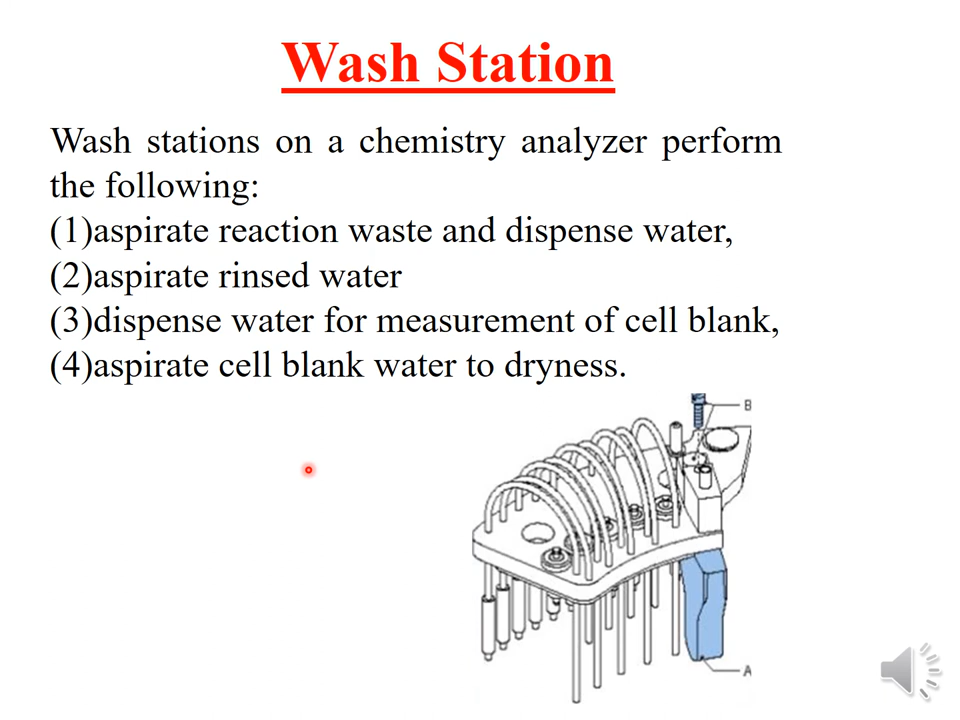 Wash Station
Wash stations on a chemistry analyzer perform
the following:
(1)aspirate reaction waste and dispense water,
(2)aspirate rinsed water
(3)dispense water for measurement of cell blank,
(4)aspirate cell blank water to dryness.
B
A